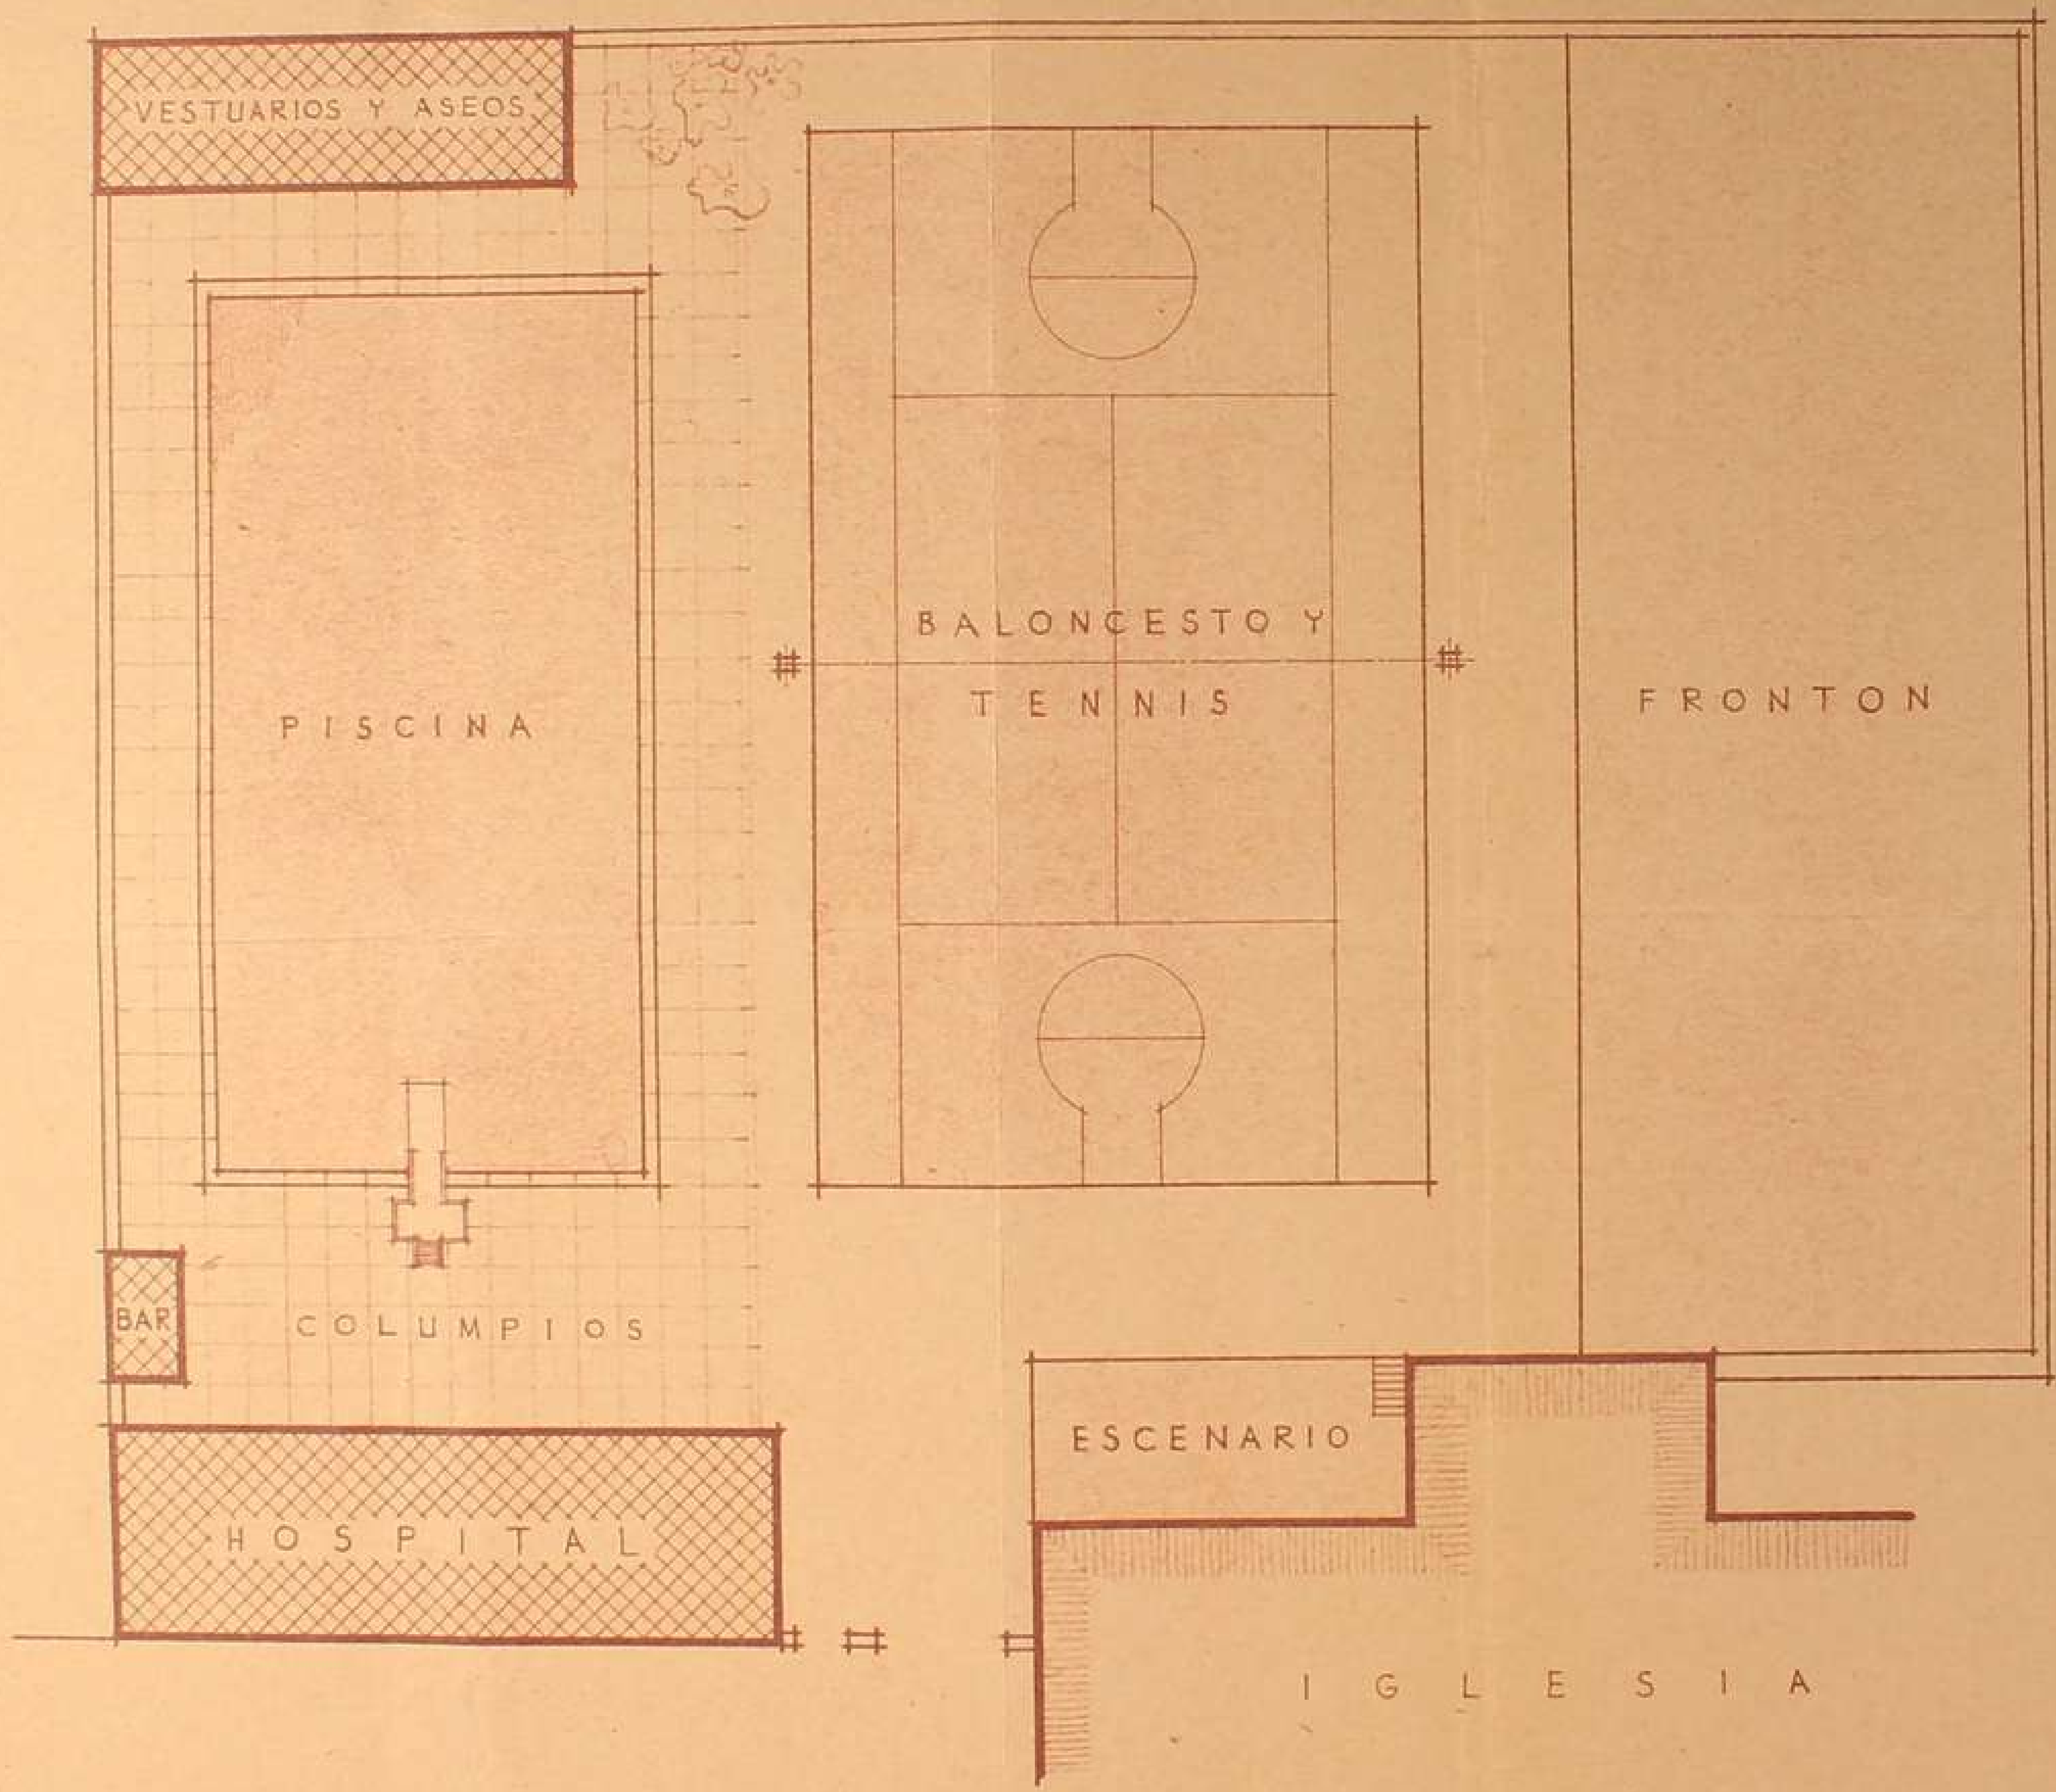 VESTUARIOS Y ASEOS
BALONCESTO Y
TENNIS
PISCINA
FRONTON
BAR
COLUMPIOS
ESCENARIO
HOSPITAL
IGLESIA